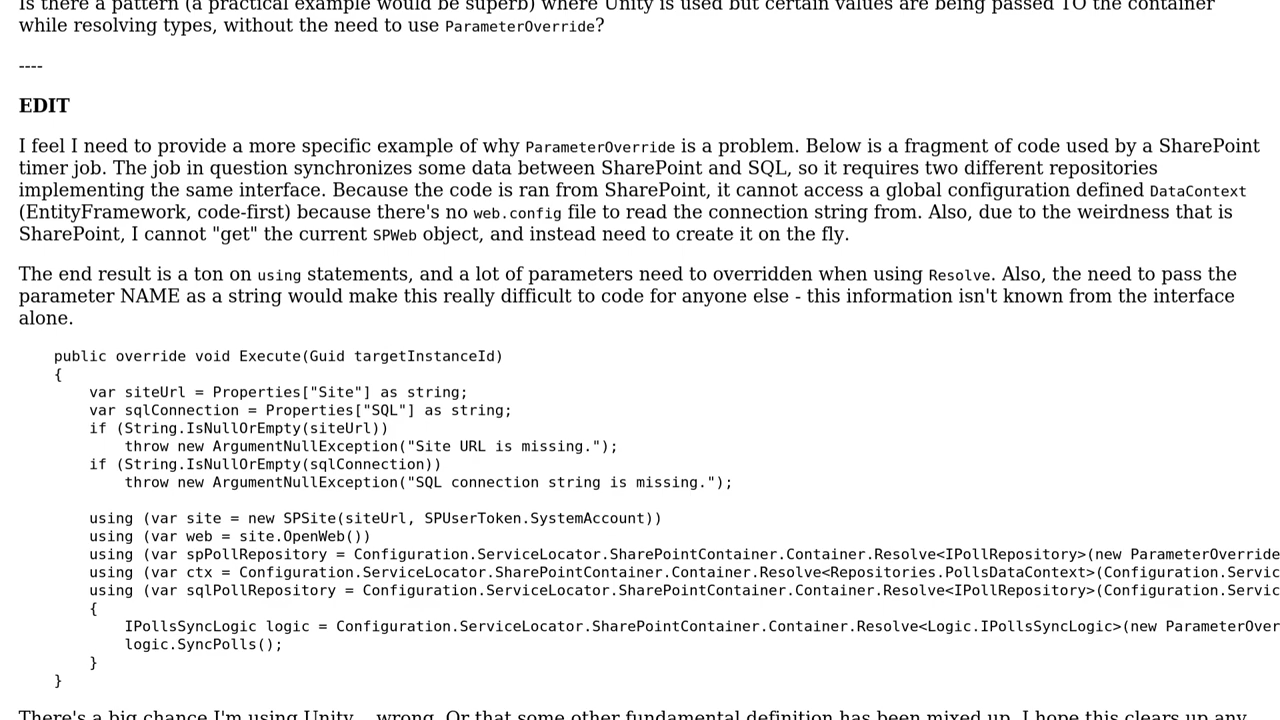 Is there a pattern (a practical example would be superb) where Unity is used but certain values are being passed TO the container
while resolving types, without the need to use ParameterOverride?
----
EDIT
I feel I need to provide a more specific example of why ParameterOverride is a problem. Below is a fragment of code used by a SharePoint
timer job. The job in question synchronizes some data between SharePoint and SQL, so it requires two different repositories
implementing the same interface. Because the code is ran from SharePoint, it cannot access a global configuration defined DataContext
(EntityFramework, code-first) because there's no web.config file to read the connection string from. Also, due to the weirdness that is
SharePoint, I cannot "get" the current SPWeb object, and instead need to create it on the fly.
The end result is a ton on using statements, and a lot of parameters need to overridden when using Resolve. Also, the need to pass the
parameter NAME as a string would make this really difficult to code for anyone else - this information isn't known from the interface
alone.
public override void Execute(Guid targetInstanceId)
{
var siteUrl = Properties["Site"] as string;
var sqlConnection = Properties["SQL"] as string;
if (String.IsNullOrEmpty(siteUrl))
throw new ArgumentNullException("Site URL is missing.");
if (String.IsNullOrEmpty(sqlConnection))
throw new ArgumentNullException("SQL connection string is missing.");
using (var site = new SPSite(siteUrl, SPUserToken.SystemAccount))
using (var web = site.OpenWeb())
using (var spPollRepository = Configuration.ServiceLocator.SharePointContainer.Container.Resolve<IPollRepository>(new ParameterOverride
using (var ctx = Configuration.ServiceLocator.SharePointContainer.Container.Resolve<Repositories.PollsDataContext>(Configuration.Servic
using (var sqlPollRepository = Configuration.ServiceLocator.SharePointContainer.Container.Resolve<IPollRepository>(Configuration.Servic
{
IPollsSyncLogic logic = Configuration.ServiceLocator.SharePointContainer.Container.Resolve<Logic.IPollsSyncLogic>(new ParameterOver
logic.SyncPolls();
}
}
There's a big chance I'm using Unity... wrong. Or that some other fundamental definition has been mixed up. I hope this clears up any